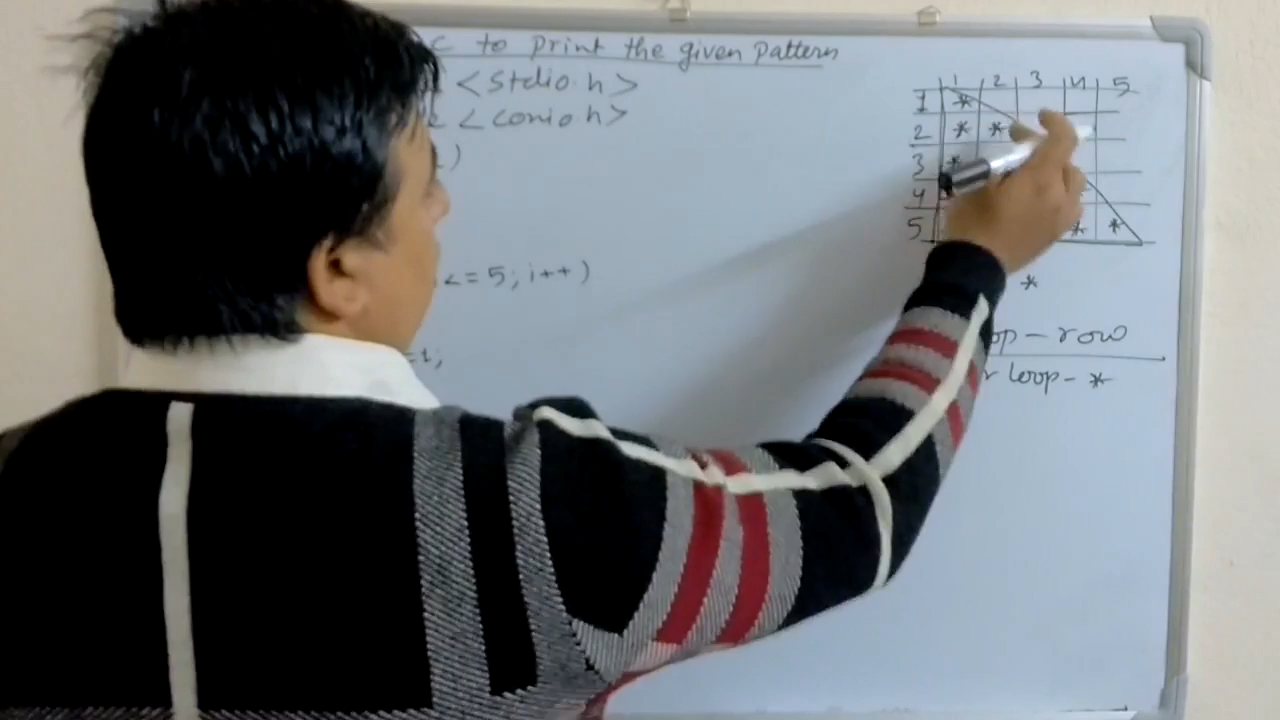 c to print the given pattern
<stdio.h>
<conio.h>
)
<=5; i++)
=1;
1 2 3 4 5
1 *
2 * *
3 *
4
5 * *
*
op - row
r loop - *